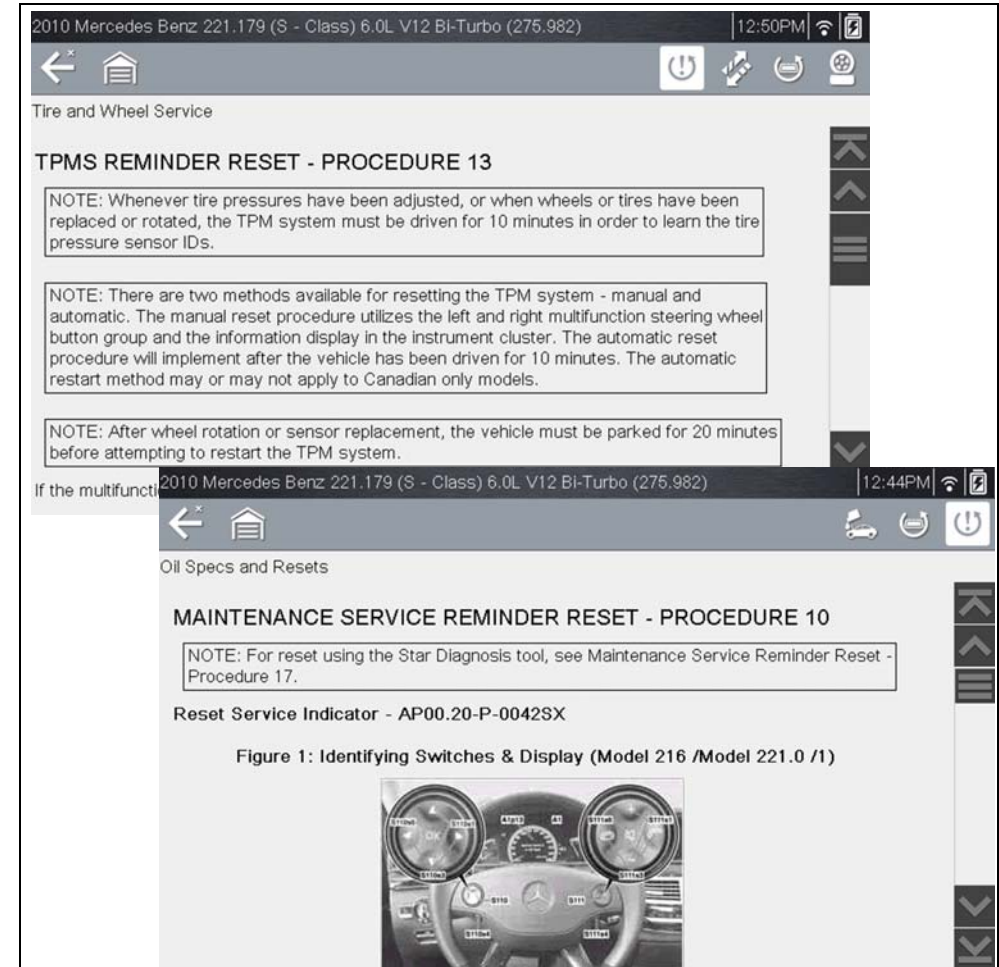 2010 Mercedes Benz 221.179 (S - Class) 6.0L V12 Bi-Turbo (275.982)
12:50PM
Tire and Wheel Service
TPMS REMINDER RESET - PROCEDURE 13
NOTE: Whenever tire pressures have been adjusted, or when wheels or tires have been
replaced or rotated, the TPM system must be driven for 10 minutes in order to learn the tire
pressure sensor IDs.
NOTE: There are two methods available for resetting the TPM system - manual and
automatic. The manual reset procedure utilizes the left and right multifunction steering wheel
button group and the information display in the instrument cluster. The automatic reset
procedure will implement after the vehicle has been driven for 10 minutes. The automatic
restart method may or may not apply to Canadian only models.
NOTE: After wheel rotation or sensor replacement, the vehicle must be parked for 20 minutes
before attempting to restart the TPM system.
If the multifuncti
2010 Mercedes Benz 221.179 (S - Class) 6.0L V12 Bi-Turbo (275.982)
12:44PM
Oil Specs and Resets
MAINTENANCE SERVICE REMINDER RESET - PROCEDURE 10
NOTE: For reset using the Star Diagnosis tool, see Maintenance Service Reminder Reset -
Procedure 17.
Reset Service Indicator - AP00.20-P-0042SX
Figure 1: Identifying Switches & Display (Model 216 /Model 221.0 /1)
A1p13
A1
OK
S110
S111
S110s3
S111s3
S110s4
S111s4